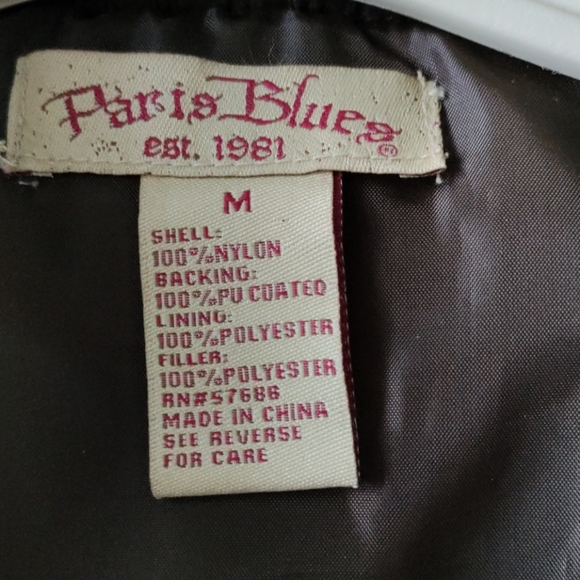 Paris Blues
est. 1981 ®
M
SHELL:
100%NYLON
BACKING:
100%PU COATED
LINING:
100%POLYESTER
FILLER:
100%POLYESTER
RN#57686
MADE IN CHINA
SEE REVERSE
FOR CARE